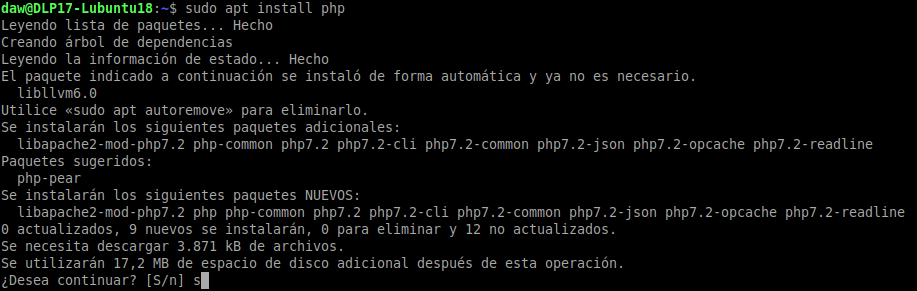 daw@DLP17-Lubuntu18:~$ sudo apt install php
Leyendo lista de paquetes... Hecho
Creando árbol de dependencias
Leyendo la información de estado... Hecho
El paquete indicado a continuación se instaló de forma automática y ya no es necesario.
  libllvm6.0
Utilice «sudo apt autoremove» para eliminarlo.
Se instalarán los siguientes paquetes adicionales:
  libapache2-mod-php7.2 php-common php7.2 php7.2-cli php7.2-common php7.2-json php7.2-opcache php7.2-readline
Paquetes sugeridos:
  php-pear
Se instalarán los siguientes paquetes NUEVOS:
  libapache2-mod-php7.2 php php-common php7.2 php7.2-cli php7.2-common php7.2-json php7.2-opcache php7.2-readline
0 actualizados, 9 nuevos se instalarán, 0 para eliminar y 12 no actualizados.
Se necesita descargar 3.871 kB de archivos.
Se utilizarán 17,2 MB de espacio de disco adicional después de esta operación.
¿Desea continuar? [S/n] s